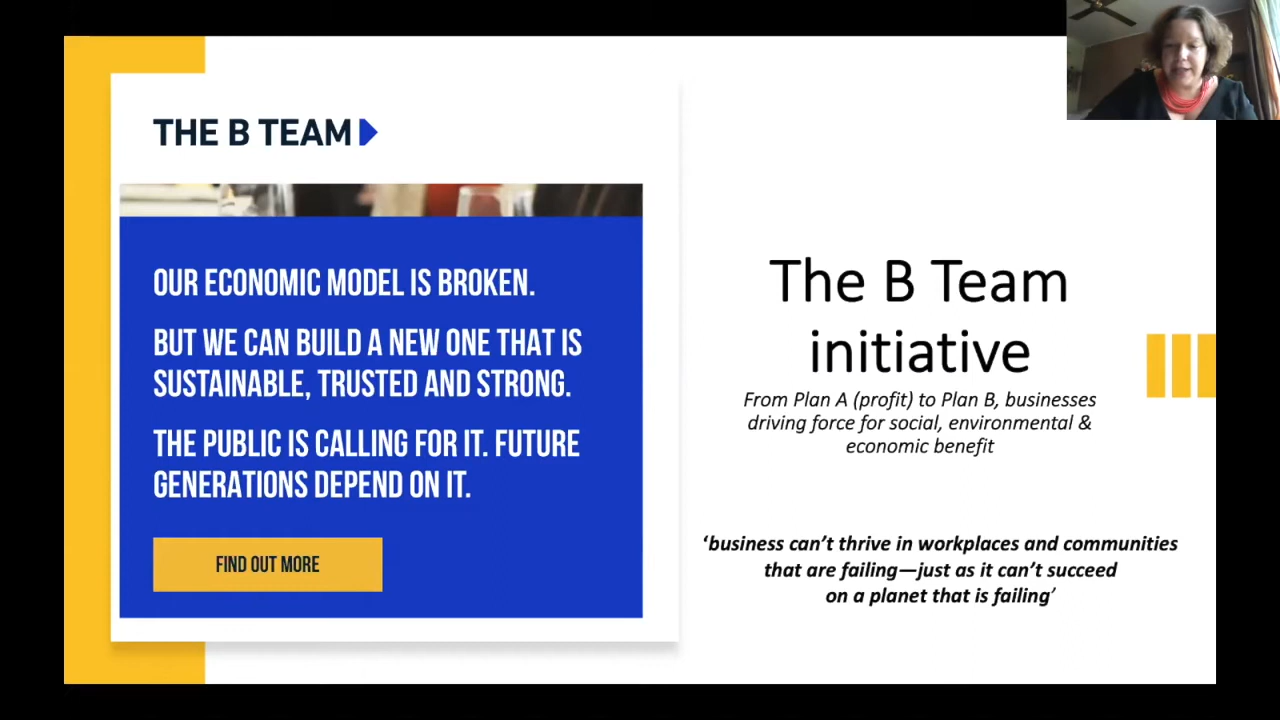 THE B TEAM
OUR ECONOMIC MODEL IS BROKEN.
BUT WE CAN BUILD A NEW ONE THAT IS
SUSTAINABLE, TRUSTED AND STRONG.
THE PUBLIC IS CALLING FOR IT. FUTURE
GENERATIONS DEPEND ON IT.
FIND OUT MORE
The B Team
initiative
From Plan A (profit) to Plan B, businesses
driving force for social, environmental &
economic benefit
‘business can’t thrive in workplaces and communities
that are failing—just as it can’t succeed
on a planet that is failing’